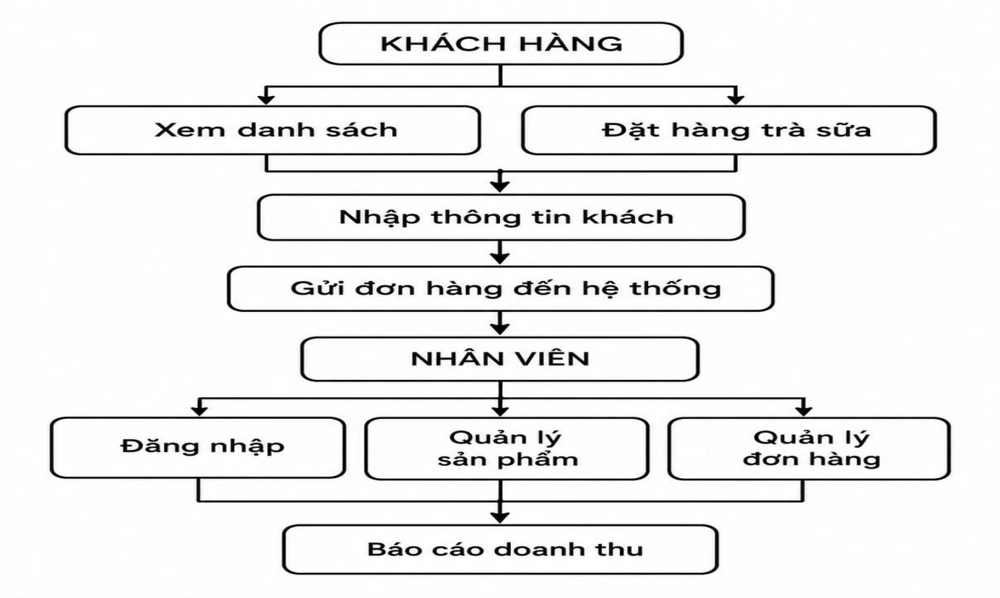 KHÁCH HÀNG
Xem danh sách
Đặt hàng trà sữa
Nhập thông tin khách
Gửi đơn hàng đến hệ thống
NHÂN VIÊN
Đăng nhập
Quản lý
sản phẩm
Quản lý
đơn hàng
Báo cáo doanh thu